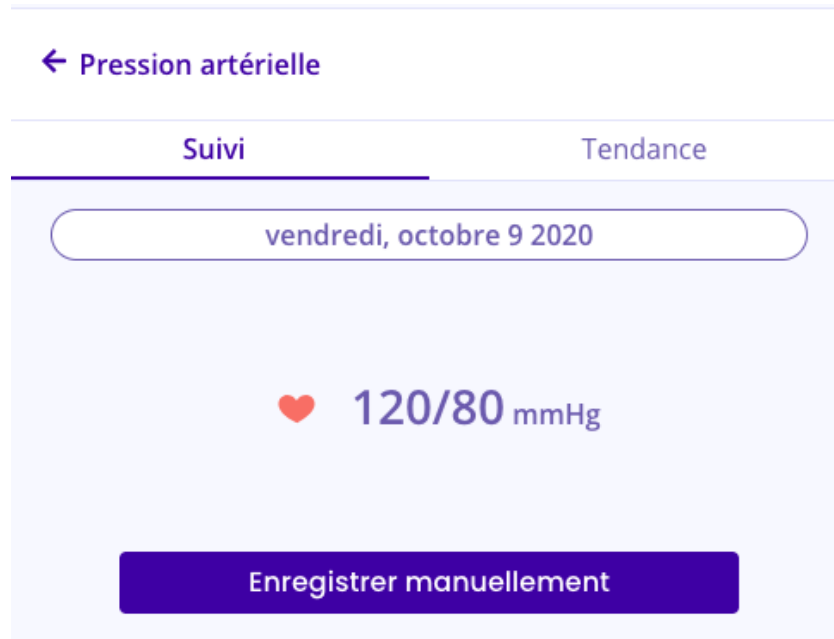 ← Pression artérielle
Suivi Tendance
vendredi, octobre 9 2020
120/80 mmHg
Enregistrer manuellement